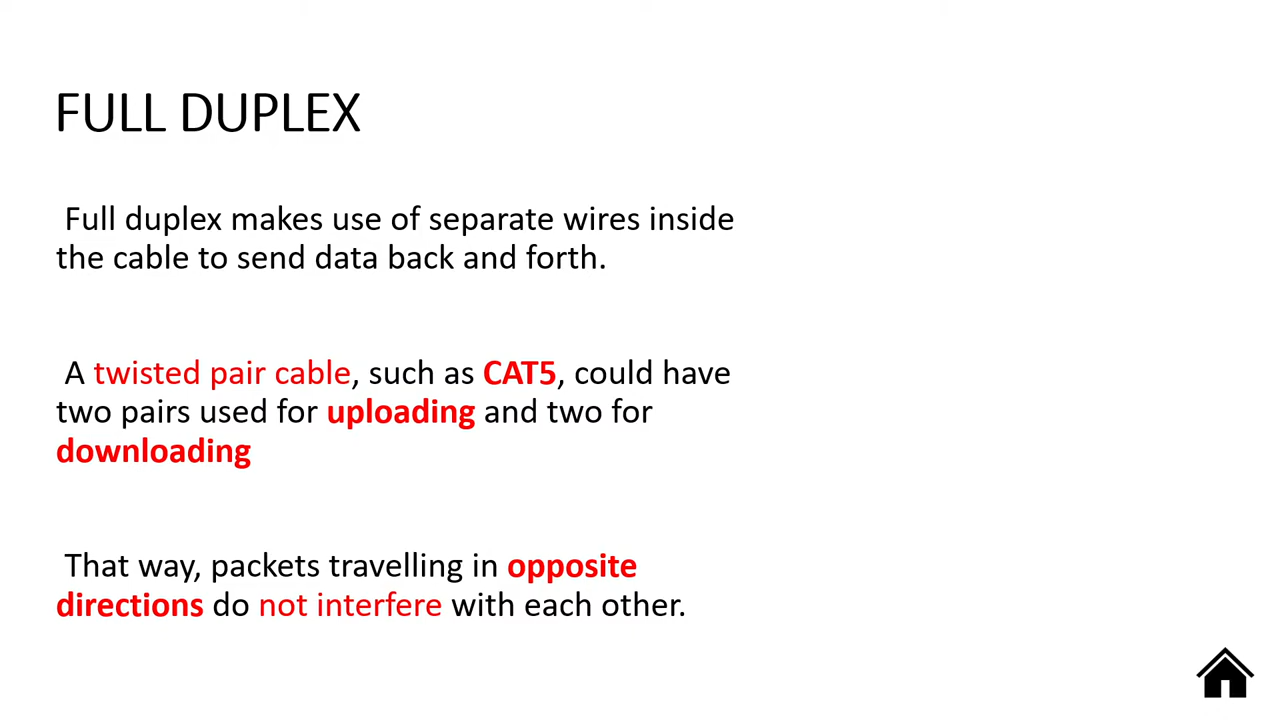 FULL DUPLEX
Full duplex makes use of separate wires inside
the cable to send data back and forth.
A twisted pair cable, such as CAT5, could have
two pairs used for uploading and two for
downloading
That way, packets travelling in opposite
directions do not interfere with each other.